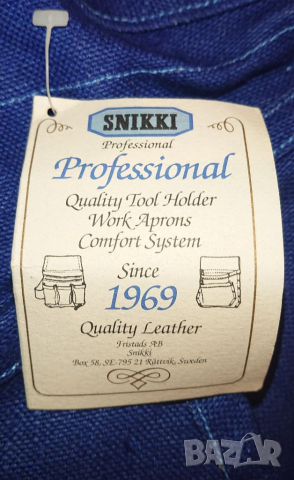 SNIKKI
Professional
Professional
Quality Tool Holder
Work Aprons
Comfort System
Since
1969
Quality Leather
Fristads AB
Snikki
Box 58, SE-795 21 Rättvik, Sweden
BAZAR